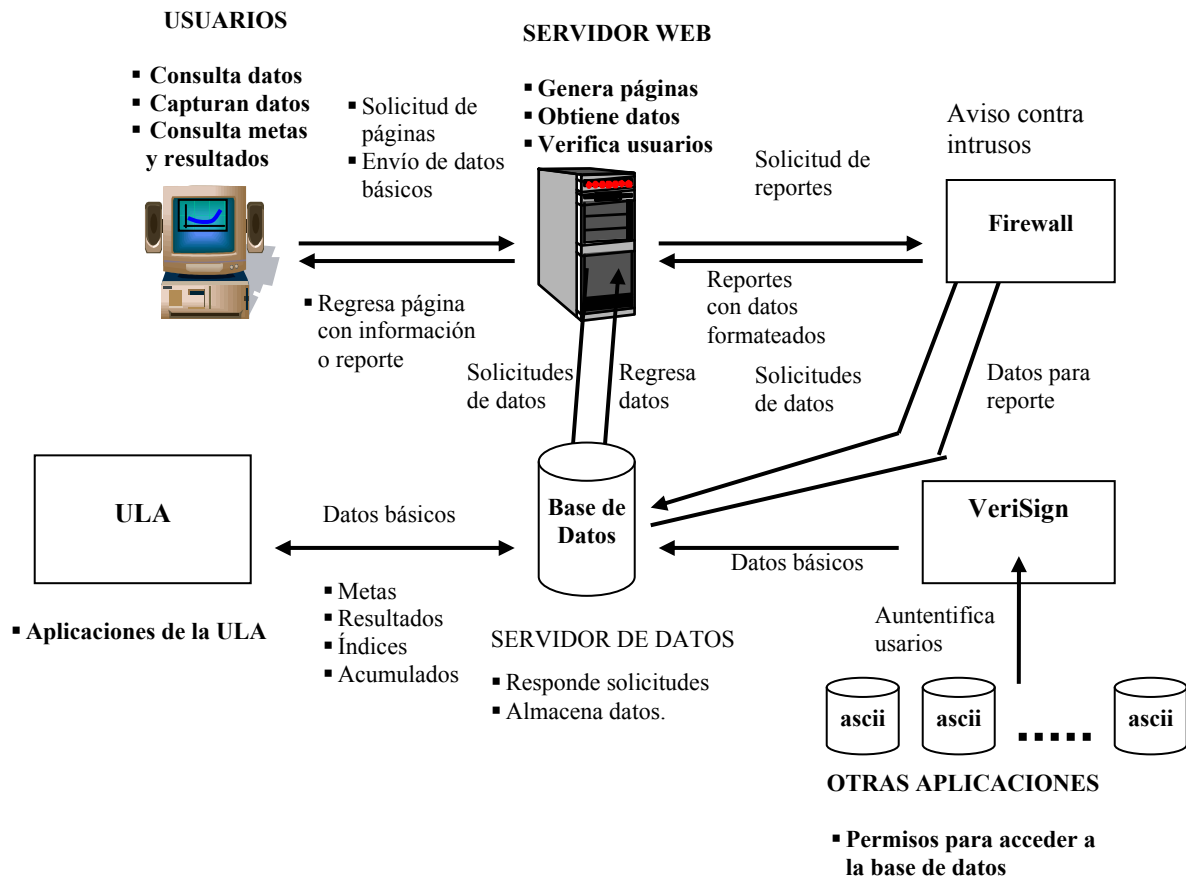 USUARIOS
▪ Consulta datos
▪ Capturan datos
▪ Consulta metas
y resultados
▪ Solicitud de
páginas
▪ Envío de datos
básicos
SERVIDOR WEB
▪ Genera páginas
▪ Obtiene datos
▪ Verifica usuarios
Solicitud de
reportes
Aviso contra
intrusos
Firewall
▪ Regresa página
con información
o reporte
Reportes
con datos
formateados
Solicitudes
de datos
Regresa
datos
Solicitudes
de datos
Datos para
reporte
ULA
Datos básicos
Base de
Datos
VeriSign
Datos básicos
▪ Aplicaciones de la ULA
▪ Metas
▪ Resultados
▪ Índices
▪ Acumulados
SERVIDOR DE DATOS
▪ Responde solicitudes
▪ Almacena datos.
Auntentifica
usarios
ascii
ascii
.....
ascii
OTRAS APLICACIONES
▪ Permisos para acceder a
la base de datos